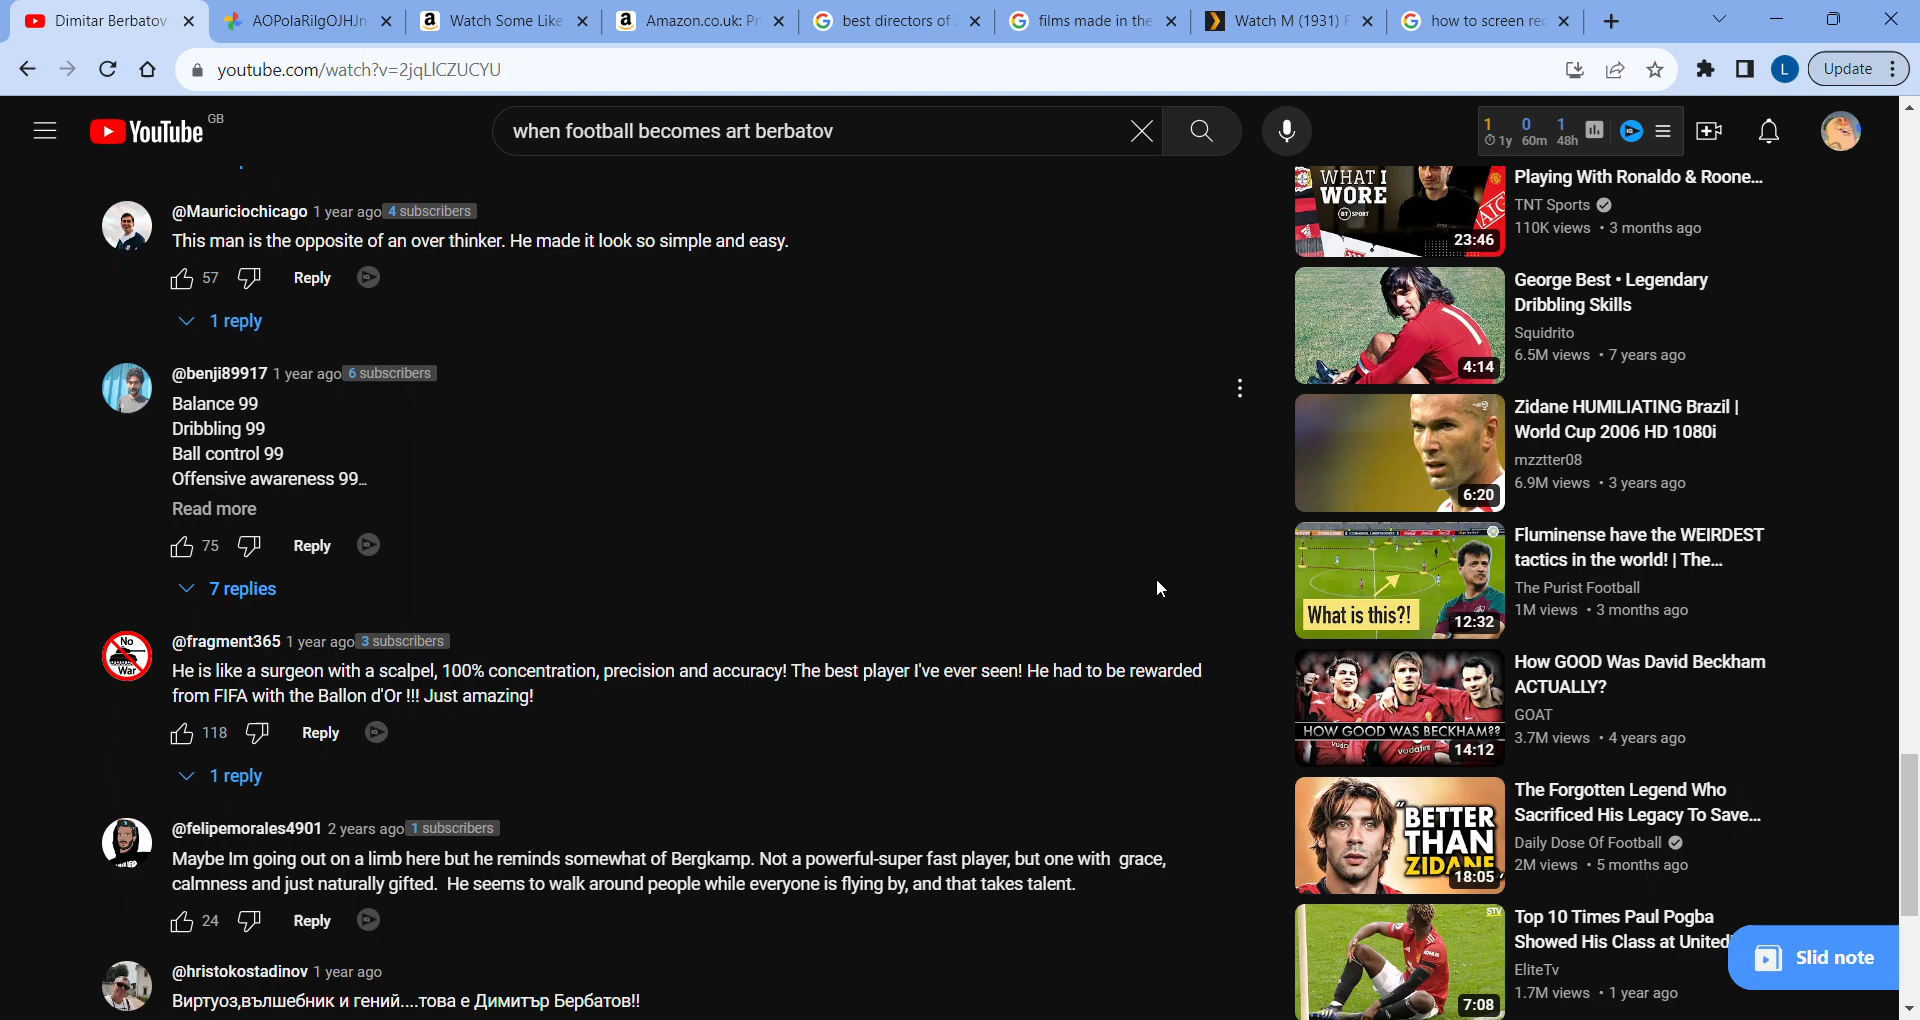 Dimitar Berbatov
AOPolaRilgOJHJn
Watch Some Like
Amazon.co.uk: Pri
best directors of 2
films made in the
Watch M (1931) F
how to screen rec
youtube.com/watch?v=2jqLlCZUCYU
L
Update
YouTube GB
when football becomes art berbatov
1 0 1
1y 60m 48h
@Mauriciochicago 1 year ago 4 subscribers
This man is the opposite of an over thinker. He made it look so simple and easy.
57 Reply
1 reply
@benji89917 1 year ago 6 subscribers
Balance 99
Dribbling 99
Ball control 99
Offensive awareness 99...
Read more
75 Reply
7 replies
No
War
@fragment365 1 year ago 3 subscribers
He is like a surgeon with a scalpel, 100% concentration, precision and accuracy! The best player I've ever seen! He had to be rewarded
from FIFA with the Ballon d'Or !!! Just amazing!
118 Reply
1 reply
@felipemorales4901 2 years ago 1 subscribers
Maybe Im going out on a limb here but he reminds somewhat of Bergkamp. Not a powerful-super fast player, but one with grace,
calmness and just naturally gifted. He seems to walk around people while everyone is flying by, and that takes talent.
24 Reply
@hristokostadinov 1 year ago
Виртуоз,вълшебник и гений....това е Димитър Бербатов!!
WHAT I
WORE
BT SPORT
23:46
Playing With Ronaldo & Roone...
TNT Sports
110K views • 3 months ago
4:14
George Best • Legendary
Dribbling Skills
Squidrito
6.5M views • 7 years ago
6:20
Zidane HUMILIATING Brazil |
World Cup 2006 HD 1080i
mzztter08
6.9M views • 3 years ago
What is this?!
12:32
Fluminense have the WEIRDEST
tactics in the world! | The...
The Purist Football
1M views • 3 months ago
HOW GOOD WAS BECKHAM??
vodafone
14:12
How GOOD Was David Beckham
ACTUALLY?
GOAT
3.7M views • 4 years ago
"BETTER
THAN
ZIDANE
18:05
The Forgotten Legend Who
Sacrificed His Legacy To Save...
Daily Dose Of Football
2M views • 5 months ago
STV
7:08
Top 10 Times Paul Pogba
Showed His Class at United
EliteTv
1.7M views • 1 year ago
Slid note